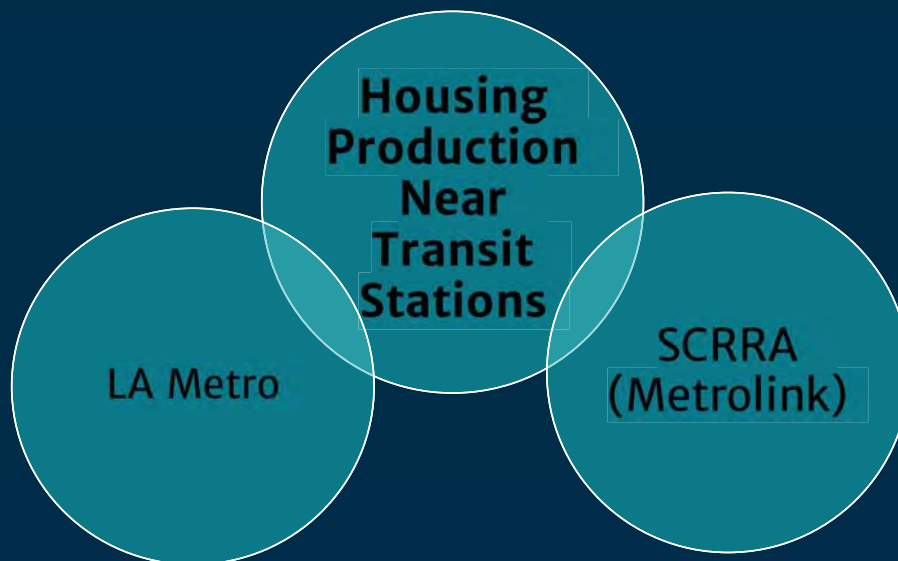 Housing
Production
Near
Transit
Stations
LA Metro
SCRRA
(Metrolink)